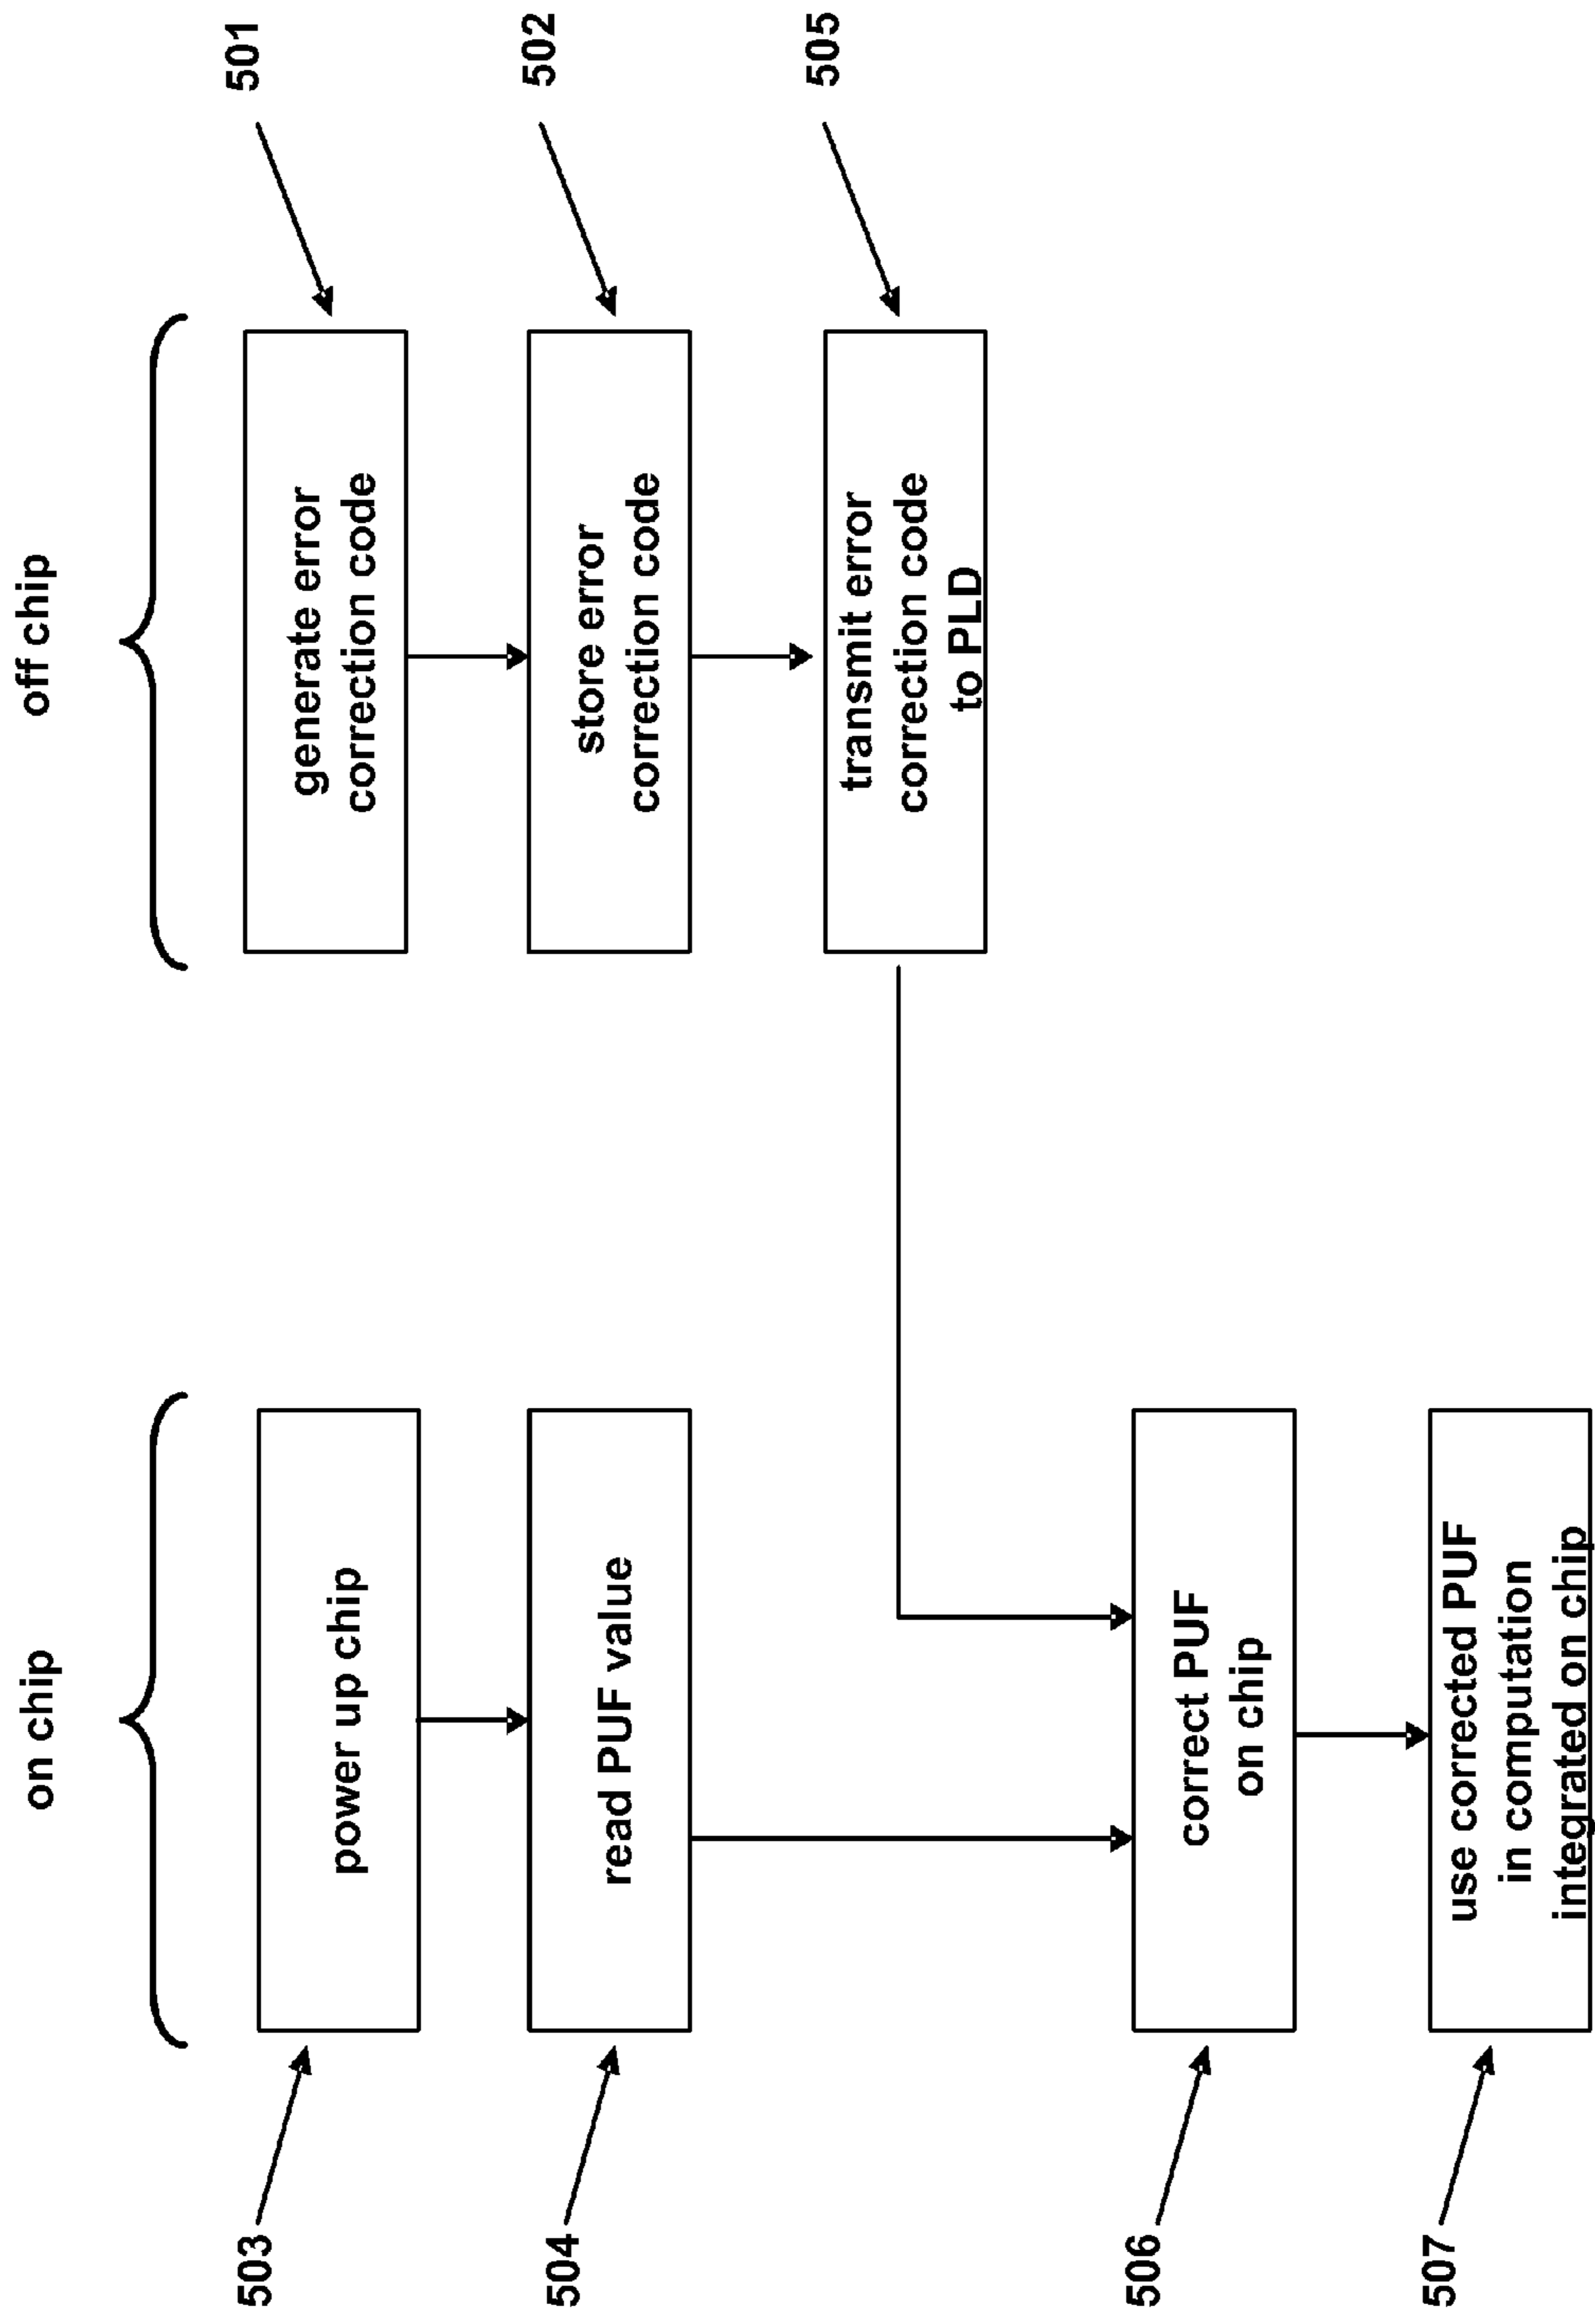 on chip
off chip
503
power up chip
504
read PUF value
506
correct PUF
on chip
507
use corrected PUF
in computation
integrated on chip
501
generate error
correction code
502
store error
correction code
505
transmit error
correction code
to PLD